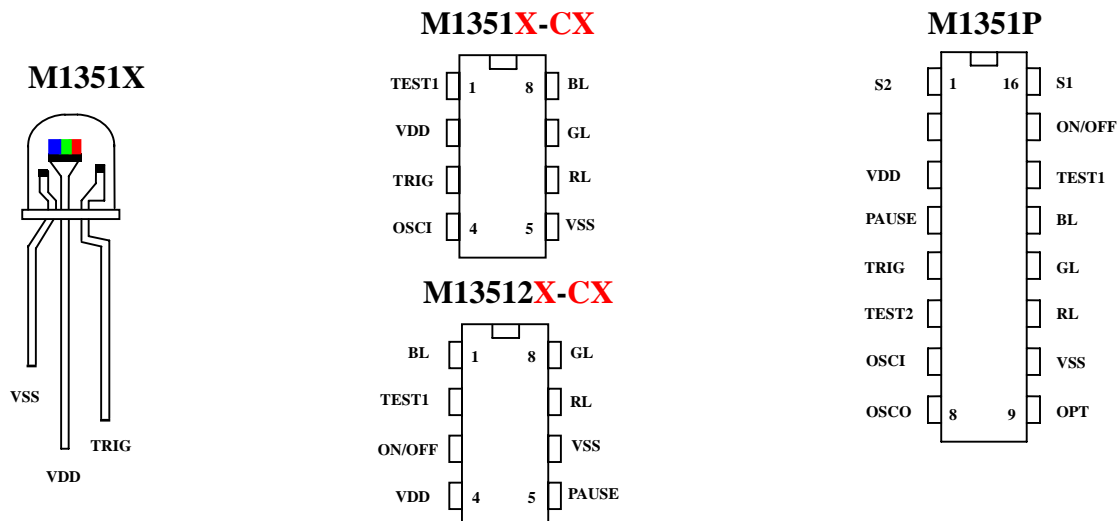 M1351X
VSS
VDD
TRIG
M1351X-CX
TEST1 1 8 BL
VDD GL
TRIG RL
OSCI 4 5 VSS
M13512X-CX
BL 1 8 GL
TEST1 RL
ON/OFF VSS
VDD 4 5 PAUSE
M1351P
S2 1 16 S1
ON/OFF
VDD TEST1
PAUSE BL
TRIG GL
TEST2 RL
OSCI VSS
OSCO 8 9 OPT